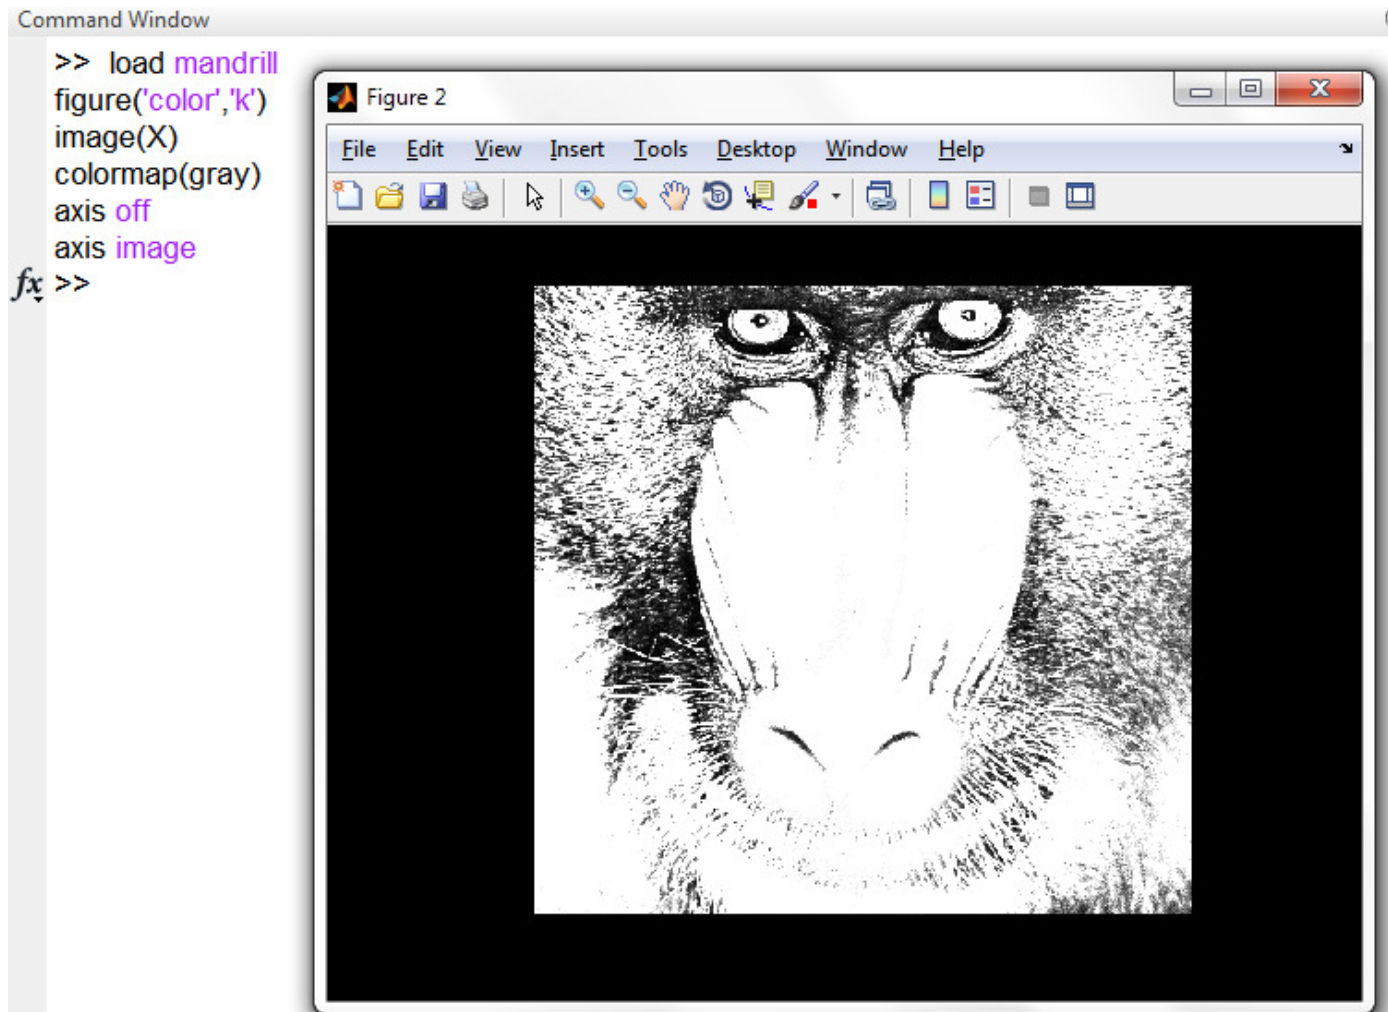 Command Window
>> load mandrill
figure('color','k')
image(X)
colormap(gray)
axis off
axis image
fx >>
Figure 2
File Edit View Insert Tools Desktop Window Help